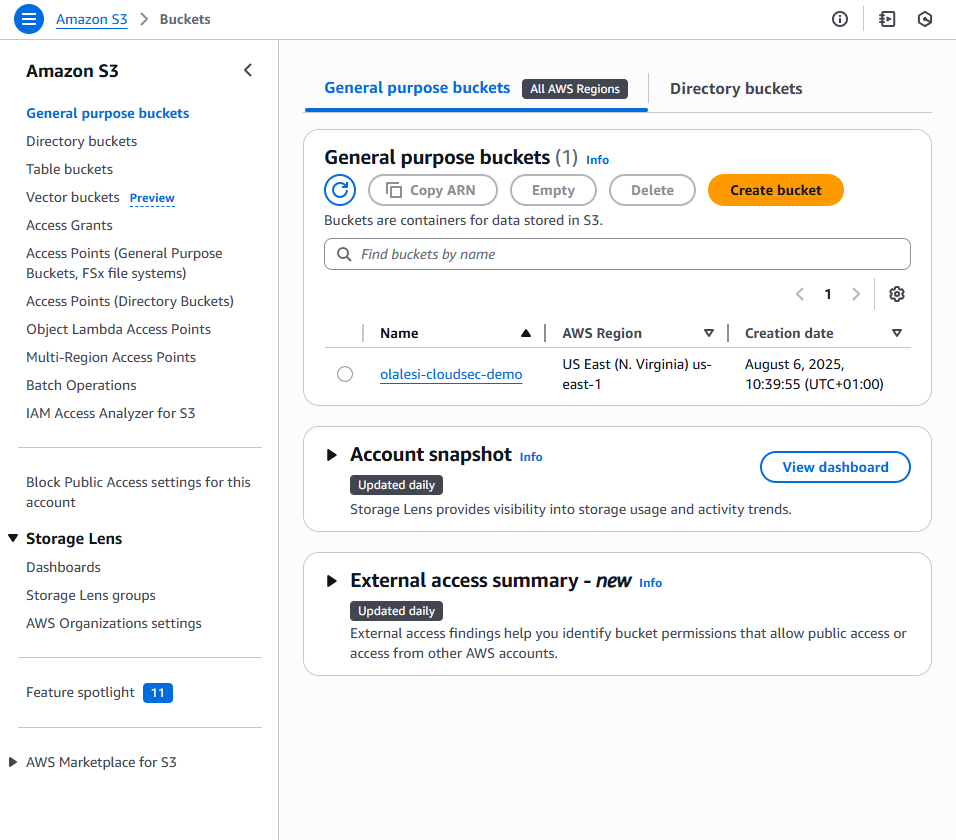 Amazon S3 > Buckets
Amazon S3
General purpose buckets
Directory buckets
Table buckets
Vector buckets Preview
Access Grants
Access Points (General Purpose
Buckets, FSx file systems)
Access Points (Directory Buckets)
Object Lambda Access Points
Multi-Region Access Points
Batch Operations
IAM Access Analyzer for S3
Block Public Access settings for this
account
Storage Lens
Dashboards
Storage Lens groups
AWS Organizations settings
Feature spotlight 11
AWS Marketplace for S3
General purpose buckets All AWS Regions Directory buckets
General purpose buckets (1) Info
Copy ARN Empty Delete Create bucket
Buckets are containers for data stored in S3.
Find buckets by name
1
Name AWS Region Creation date
olalesi-cloudsec-demo US East (N. Virginia) us- August 6, 2025,
east-1 10:39:55 (UTC+01:00)
Account snapshot Info
View dashboard
Updated daily
Storage Lens provides visibility into storage usage and activity trends.
External access summary - new Info
Updated daily
External access findings help you identify bucket permissions that allow public access or
access from other AWS accounts.